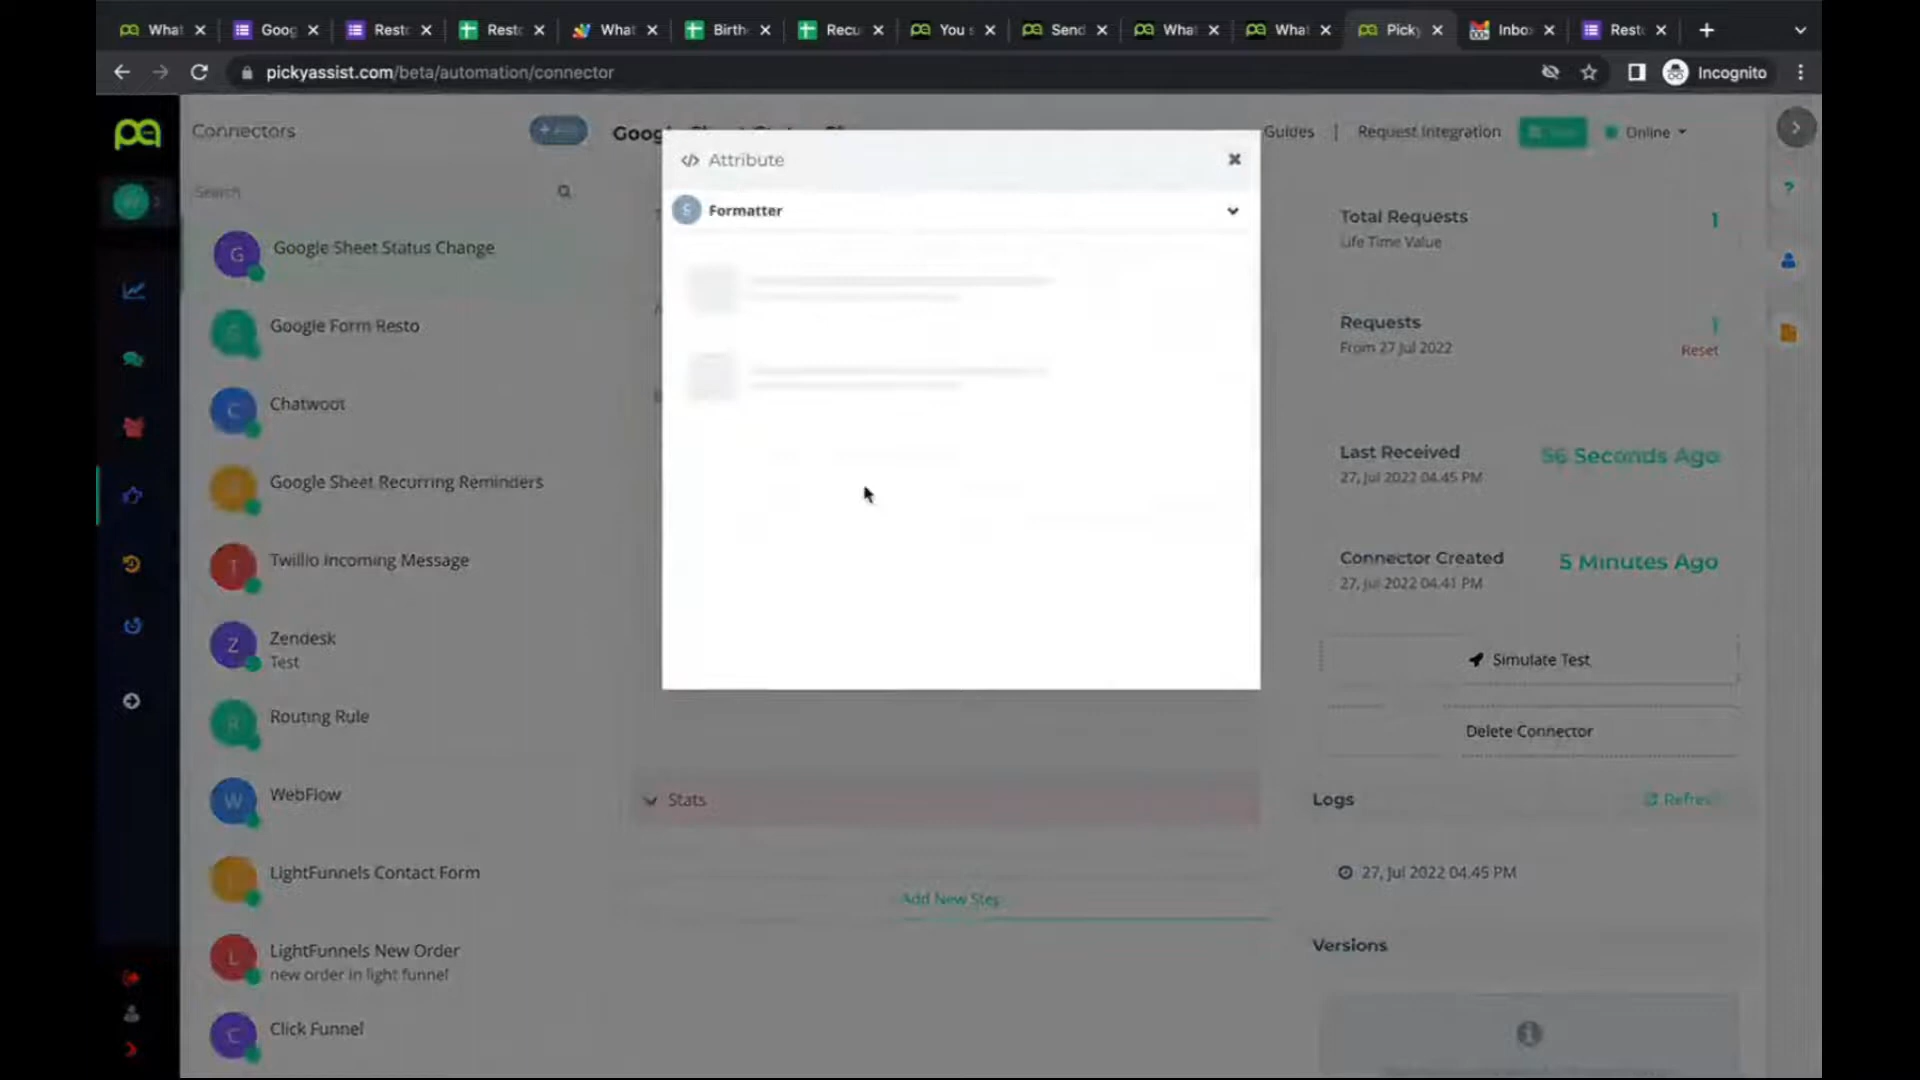 What
Goog
Resto
Resto
What
Birth
Recu
You s
Send
What
What
Picky
Inbo
Resto
pickyassist.com/beta/automation/connector
Incognito
Connectors
Goog
Guides | Request Integration
Online
Search
</> Attribute
Formatter
Google Sheet Status Change
Google Form Resto
Chatwoot
Google Sheet Recurring Reminders
Twillio Incoming Message
Zendesk
Test
Routing Rule
WebFlow
LightFunnels Contact Form
LightFunnels New Order
new order in light funnel
Click Funnel
Stats
Add New Step
Total Requests 1
Life Time Value
Requests 1
From 27 Jul 2022 Reset
Last Received 56 Seconds Ago
27, Jul 2022 04.45 PM
Connector Created 5 Minutes Ago
27, Jul 2022 04.41 PM
Simulate Test
Delete Connector
Logs Refres
27, Jul 2022 04.45 PM
Versions